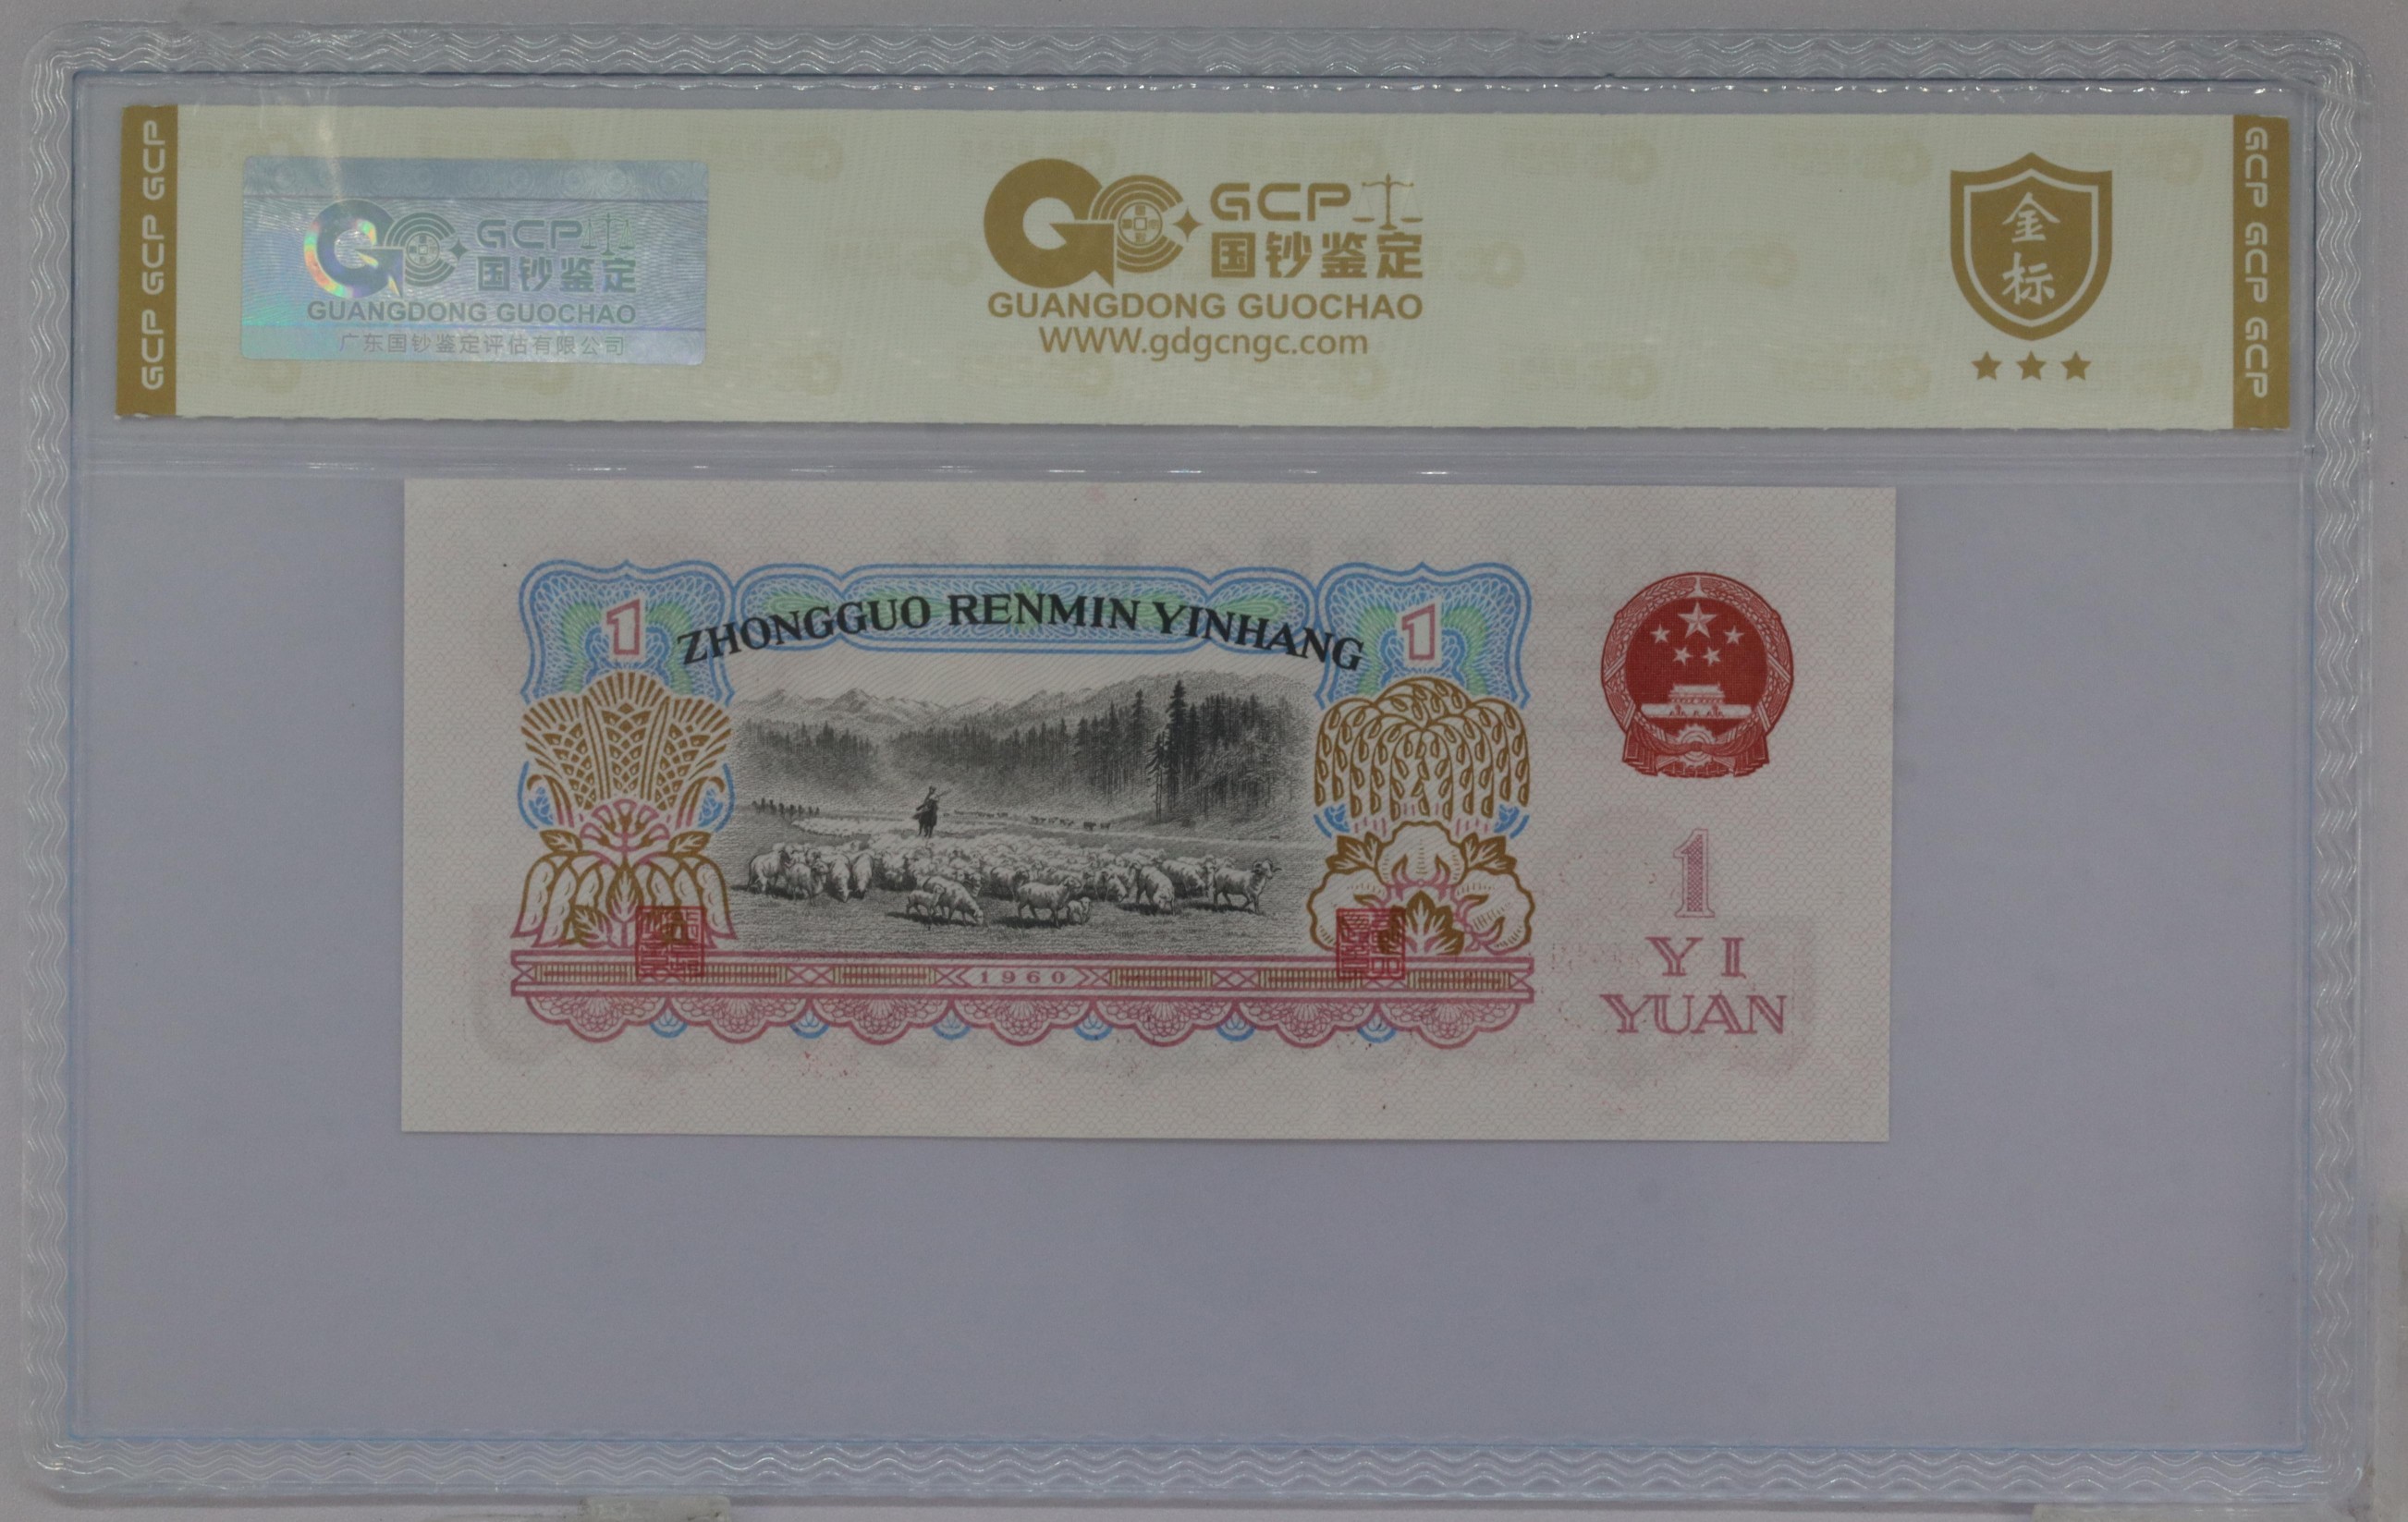 GCP GCP GCP
GCP
国钞鉴定
GUANGDONG GUOCHAO
广东国钞鉴定评估有限公司
GCP
国钞鉴定
GUANGDONG GUOCHAO
WWW.gdgcngc.com
金
标
GCP GCP GCP
ZHONGGUO RENMIN YINHANG
1
1
1960
1
YI
YUAN